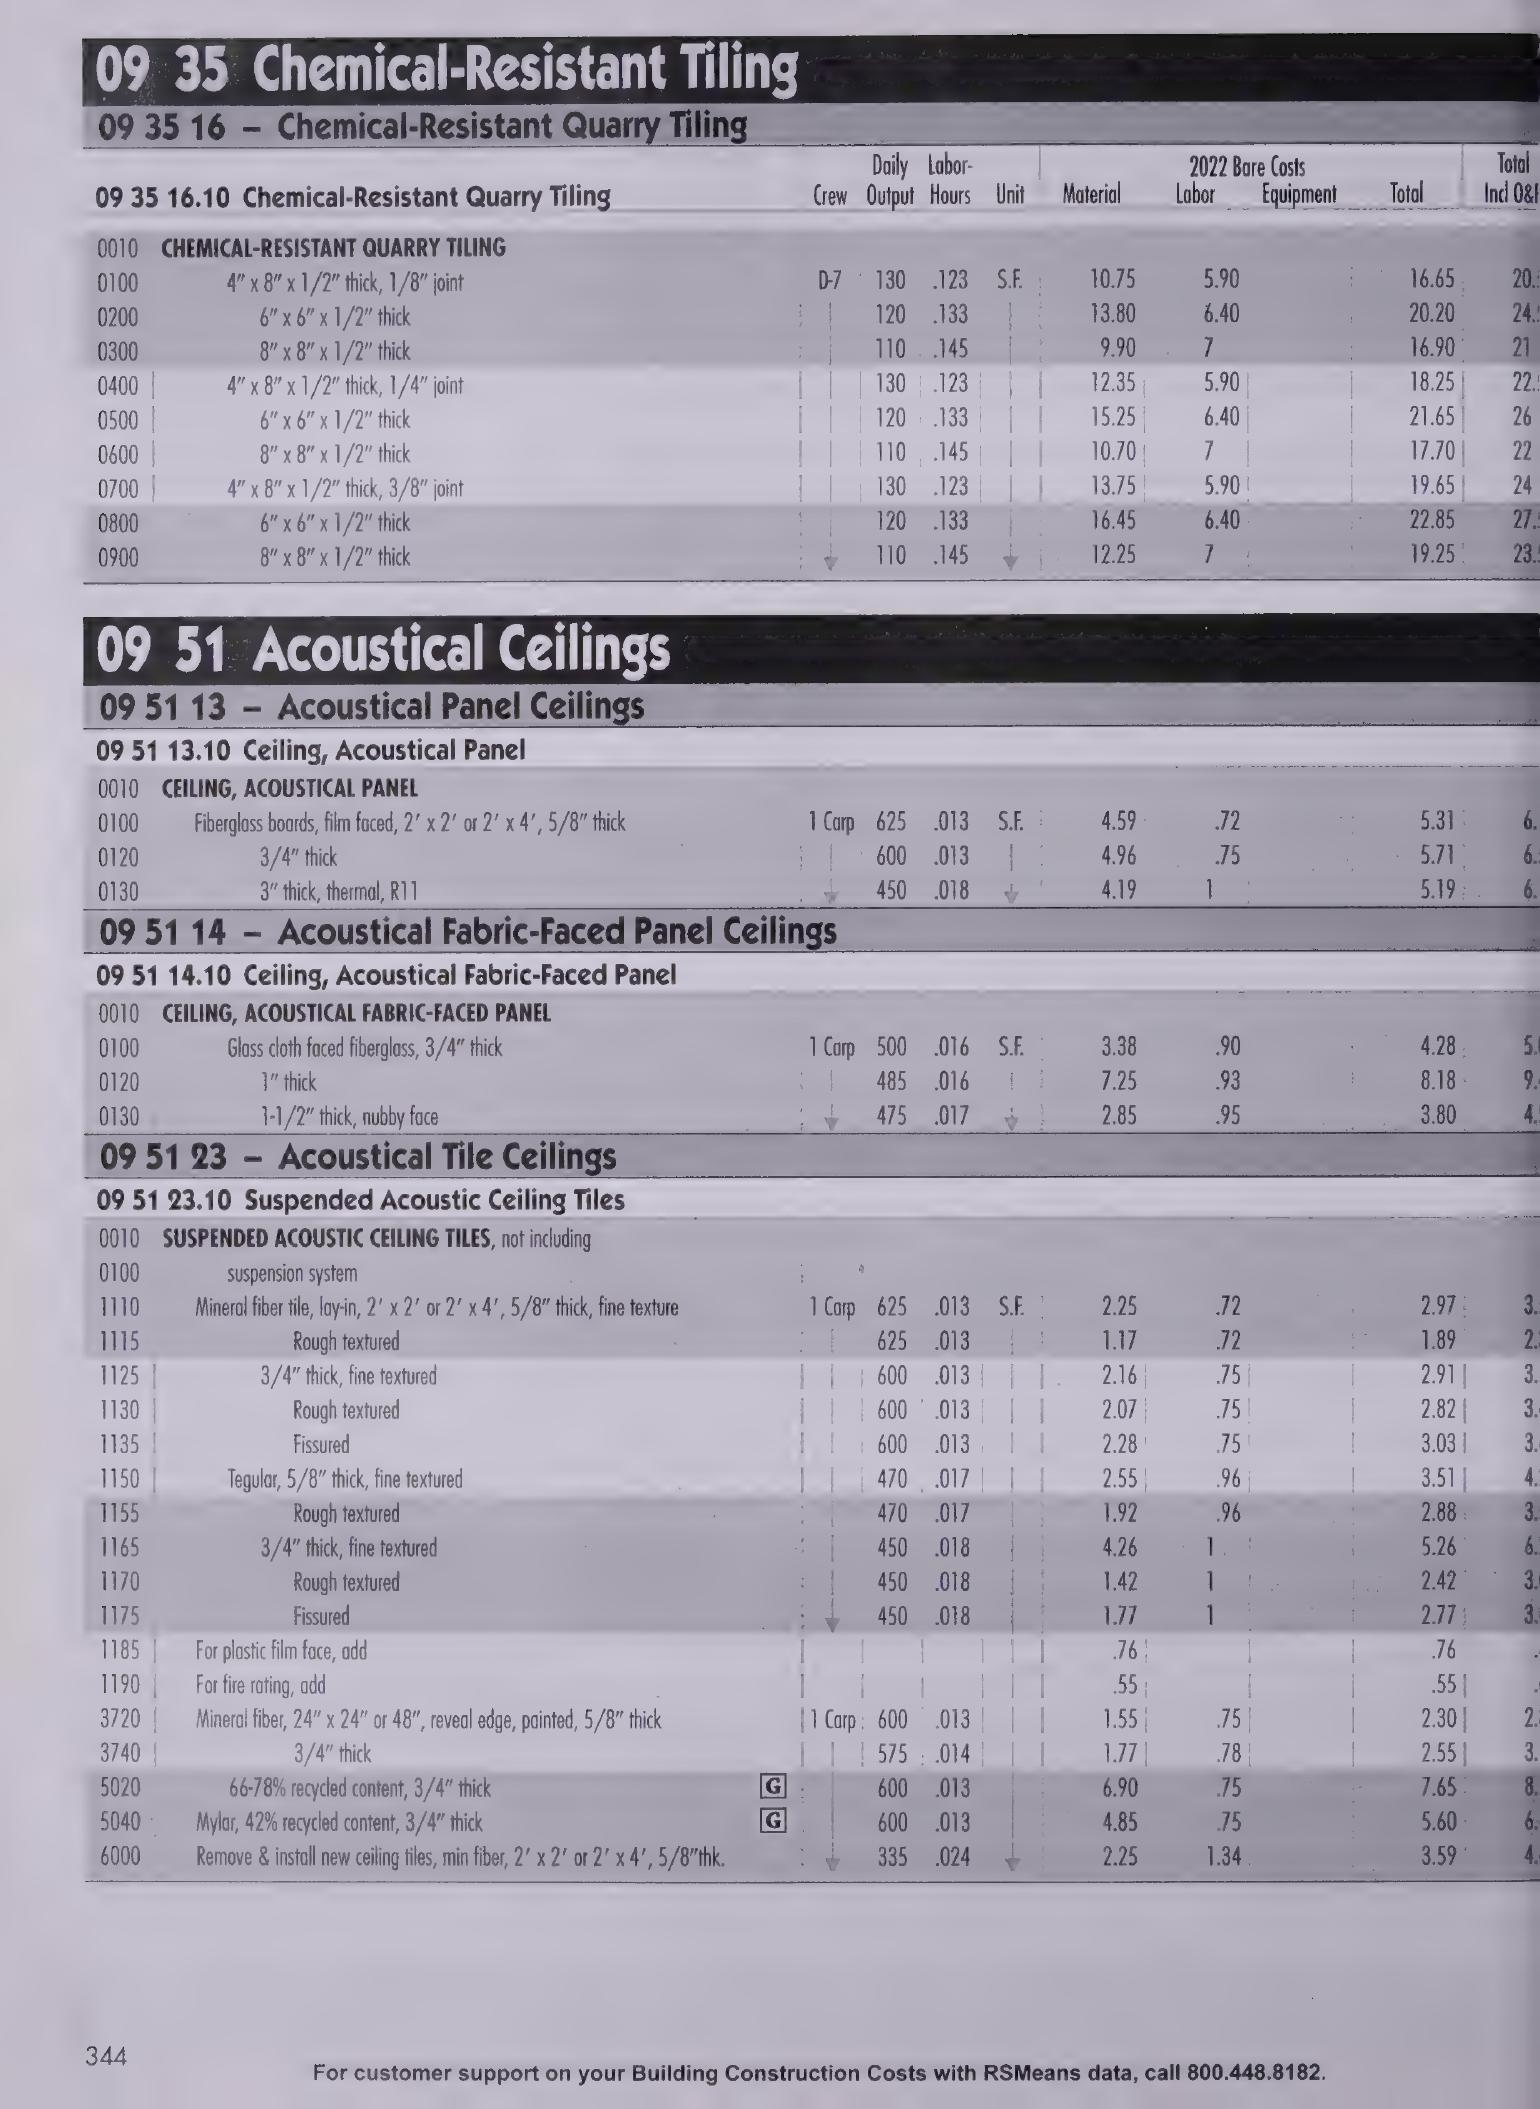 09 35 Chemical-Resistant Tiling
09 35 16 – Chemical-Resistant Quarry Tiling
Daily Labor- 2022 Bare Costs Total
09 35 16.10 Chemical-Resistant Quarry Tiling Crew Output Hours Unit Material Labor Equipment Total Incl O&
0010 CHEMICAL-RESISTANT QUARRY TILING
0100 4" x 8" x 1/2" thick, 1/8" joint D-7 130 .123 S.F. 10.75 5.90 16.65 20.
0200 6" x 6" x 1/2" thick 120 .133 13.80 6.40 20.20 24.
0300 8" x 8" x 1/2" thick 110 .145 9.90 7 16.90 21
0400 4" x 8" x 1/2" thick, 1/4" joint 130 .123 12.35 5.90 18.25 22.
0500 6" x 6" x 1/2" thick 120 .133 15.25 6.40 21.65 26
0600 8" x 8" x 1/2" thick 110 .145 10.70 7 17.70 22
0700 4" x 8" x 1/2" thick, 3/8" joint 130 .123 13.75 5.90 19.65 24
0800 6" x 6" x 1/2" thick 120 .133 16.45 6.40 22.85 27.
0900 8" x 8" x 1/2" thick 110 .145 12.25 7 19.25 23.
09 51 Acoustical Ceilings
09 51 13 – Acoustical Panel Ceilings
09 51 13.10 Ceiling, Acoustical Panel
0010 CEILING, ACOUSTICAL PANEL
0100 Fiberglass boards, film faced, 2' x 2' or 2' x 4', 5/8" thick 1 Carp 625 .013 S.F. 4.59 .72 5.31 6.
0120 3/4" thick 600 .013 4.96 .75 5.71 6.
0130 3" thick, thermal, R11 450 .018 4.19 1 5.19 6.
09 51 14 – Acoustical Fabric-Faced Panel Ceilings
09 51 14.10 Ceiling, Acoustical Fabric-Faced Panel
0010 CEILING, ACOUSTICAL FABRIC-FACED PANEL
0100 Glass cloth faced fiberglass, 3/4" thick 1 Carp 500 .016 S.F. 3.38 .90 4.28 5.
0120 1" thick 485 .016 7.25 .93 8.18 9.
0130 1-1/2" thick, nubby face 475 .017 2.85 .95 3.80 4.
09 51 23 – Acoustical Tile Ceilings
09 51 23.10 Suspended Acoustic Ceiling Tiles
0010 SUSPENDED ACOUSTIC CEILING TILES, not including
0100 suspension system
1110 Mineral fiber tile, lay-in, 2' x 2' or 2' x 4', 5/8" thick, fine texture 1 Carp 625 .013 S.F. 2.25 .72 2.97 3.
1115 Rough textured 625 .013 1.17 .72 1.89 2.
1125 3/4" thick, fine textured 600 .013 2.16 .75 2.91 3.
1130 Rough textured 600 .013 2.07 .75 2.82 3.
1135 Fissured 600 .013 2.28 .75 3.03 3.
1150 Tegular, 5/8" thick, fine textured 470 .017 2.55 .96 3.51 4.
1155 Rough textured 470 .017 1.92 .96 2.88 3.
1165 3/4" thick, fine textured 450 .018 4.26 1 5.26 6.
1170 Rough textured 450 .018 1.42 1 2.42 3.
1175 Fissured 450 .018 1.77 1 2.77 3.
1185 For plastic film face, add .76 .76
1190 For fire rating, add .55 .55
3720 Mineral fiber, 24" x 24" or 48", reveal edge, painted, 5/8" thick 1 Carp 600 .013 1.55 .75 2.30 2.
3740 3/4" thick 575 .014 1.77 .78 2.55 3.
5020 66-78% recycled content, 3/4" thick G 600 .013 6.90 .75 7.65 8.
5040 Mylar, 42% recycled content, 3/4" thick G 600 .013 4.85 .75 5.60 6.
6000 Remove & install new ceiling tiles, min fiber, 2' x 2' or 2' x 4', 5/8"thk. 335 .024 2.25 1.34 3.59 4.
344
For customer support on your Building Construction Costs with RSMeans data, call 800.448.8182.